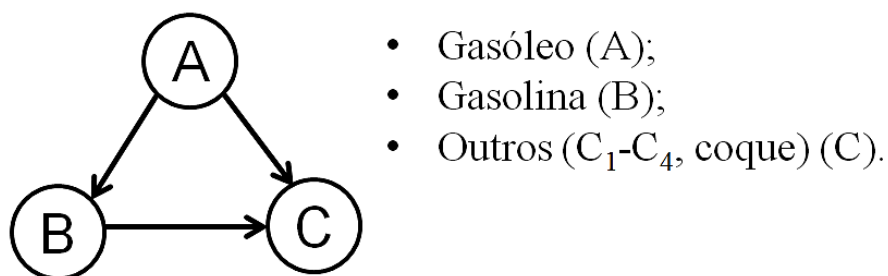 A
B
C
• Gasóleo (A);
• Gasolina (B);
• Outros (C₁-C₄, coque) (C).